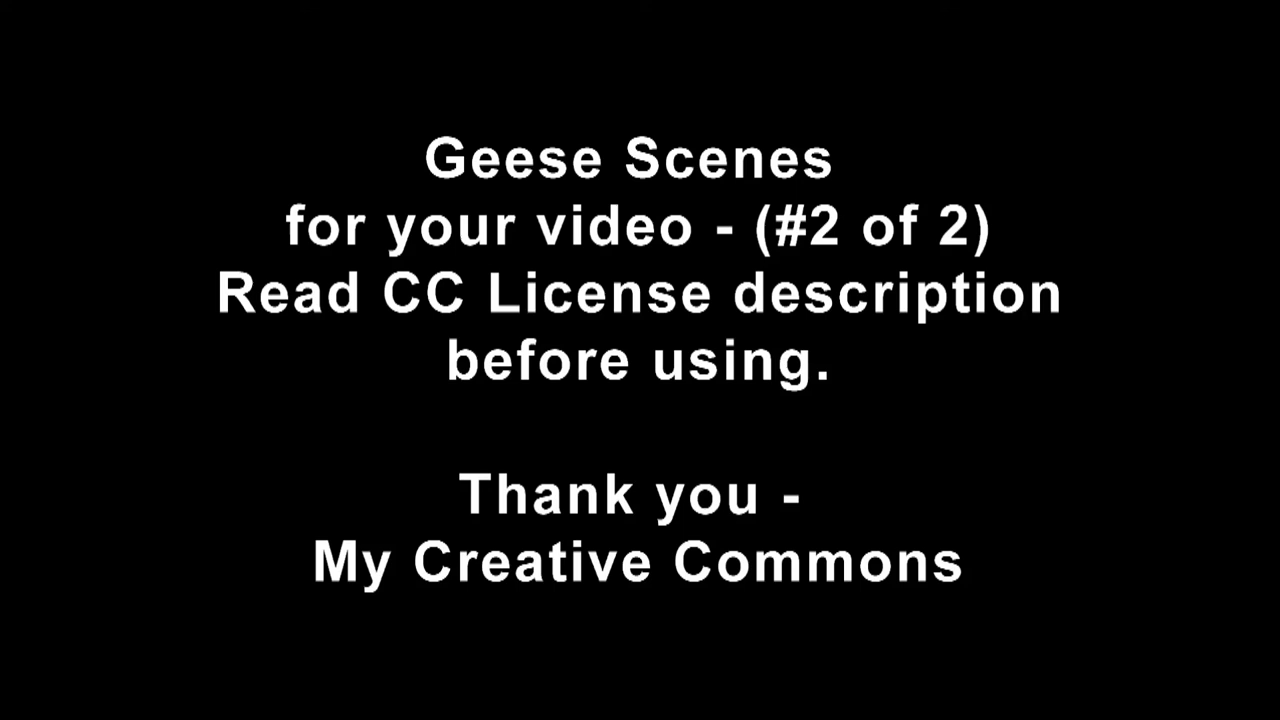 Geese Scenes
for your video - (#2 of 2)
Read CC License description
before using.
Thank you -
My Creative Commons